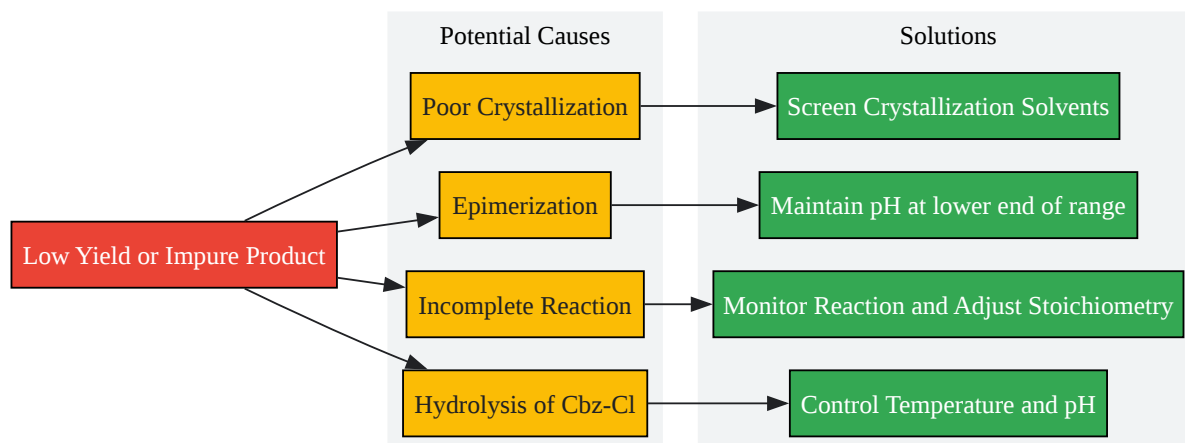 Potential Causes
Solutions
Poor Crystallization
Screen Crystallization Solvents
Epimerization
Maintain pH at lower end of range
Low Yield or Impure Product
Incomplete Reaction
Monitor Reaction and Adjust Stoichiometry
Hydrolysis of Cbz-Cl
Control Temperature and pH